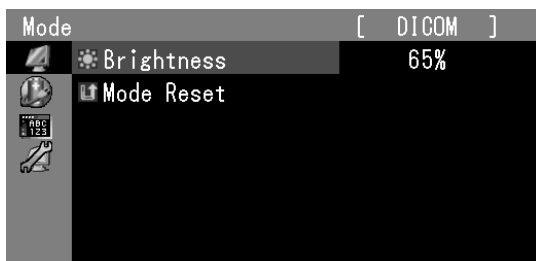 Mode [ DICOM ]
Brightness 65%
Mode Reset
ABC
123